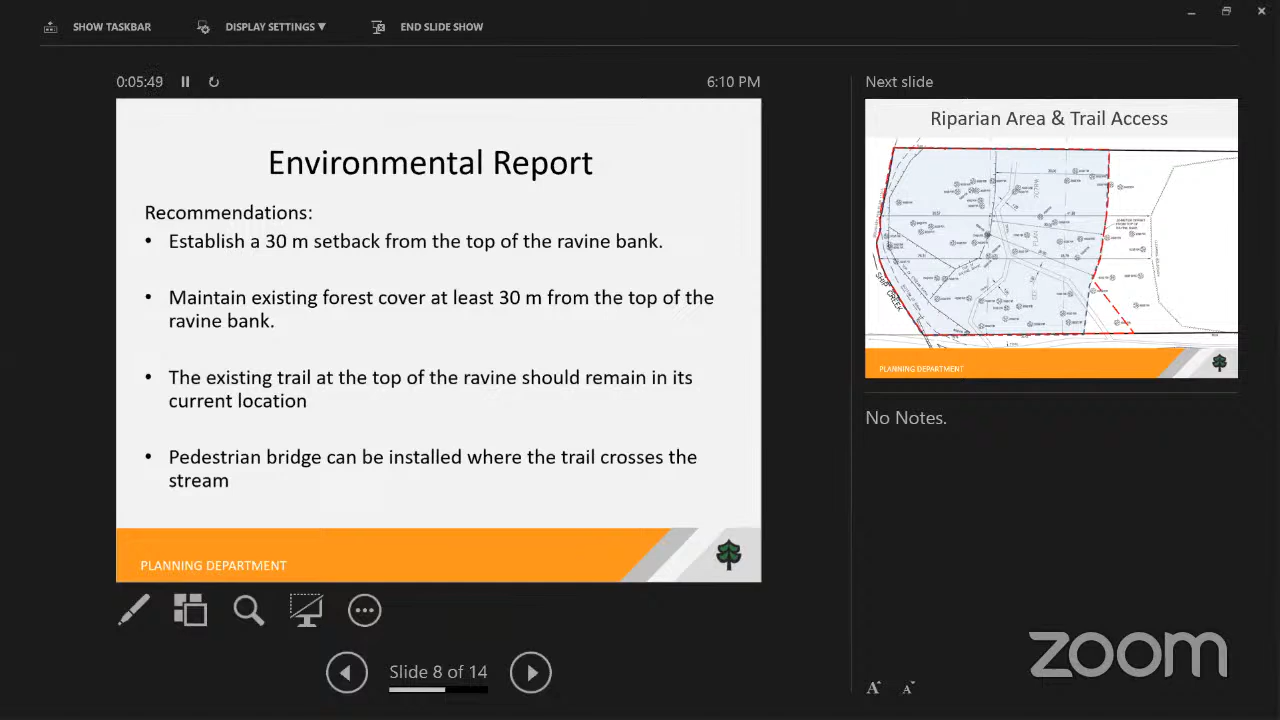 SHOW TASKBAR
DISPLAY SETTINGS ▼
END SLIDE SHOW
0:05:49
6:10 PM
Environmental Report
Recommendations:
• Establish a 30 m setback from the top of the ravine bank.
• Maintain existing forest cover at least 30 m from the top of the
ravine bank.
• The existing trail at the top of the ravine should remain in its
current location
• Pedestrian bridge can be installed where the trail crosses the
stream
PLANNING DEPARTMENT
Slide 8 of 14
Next slide
Riparian Area & Trail Access
SHIP CREEK
PLANNING DEPARTMENT
No Notes.
A A
zoom